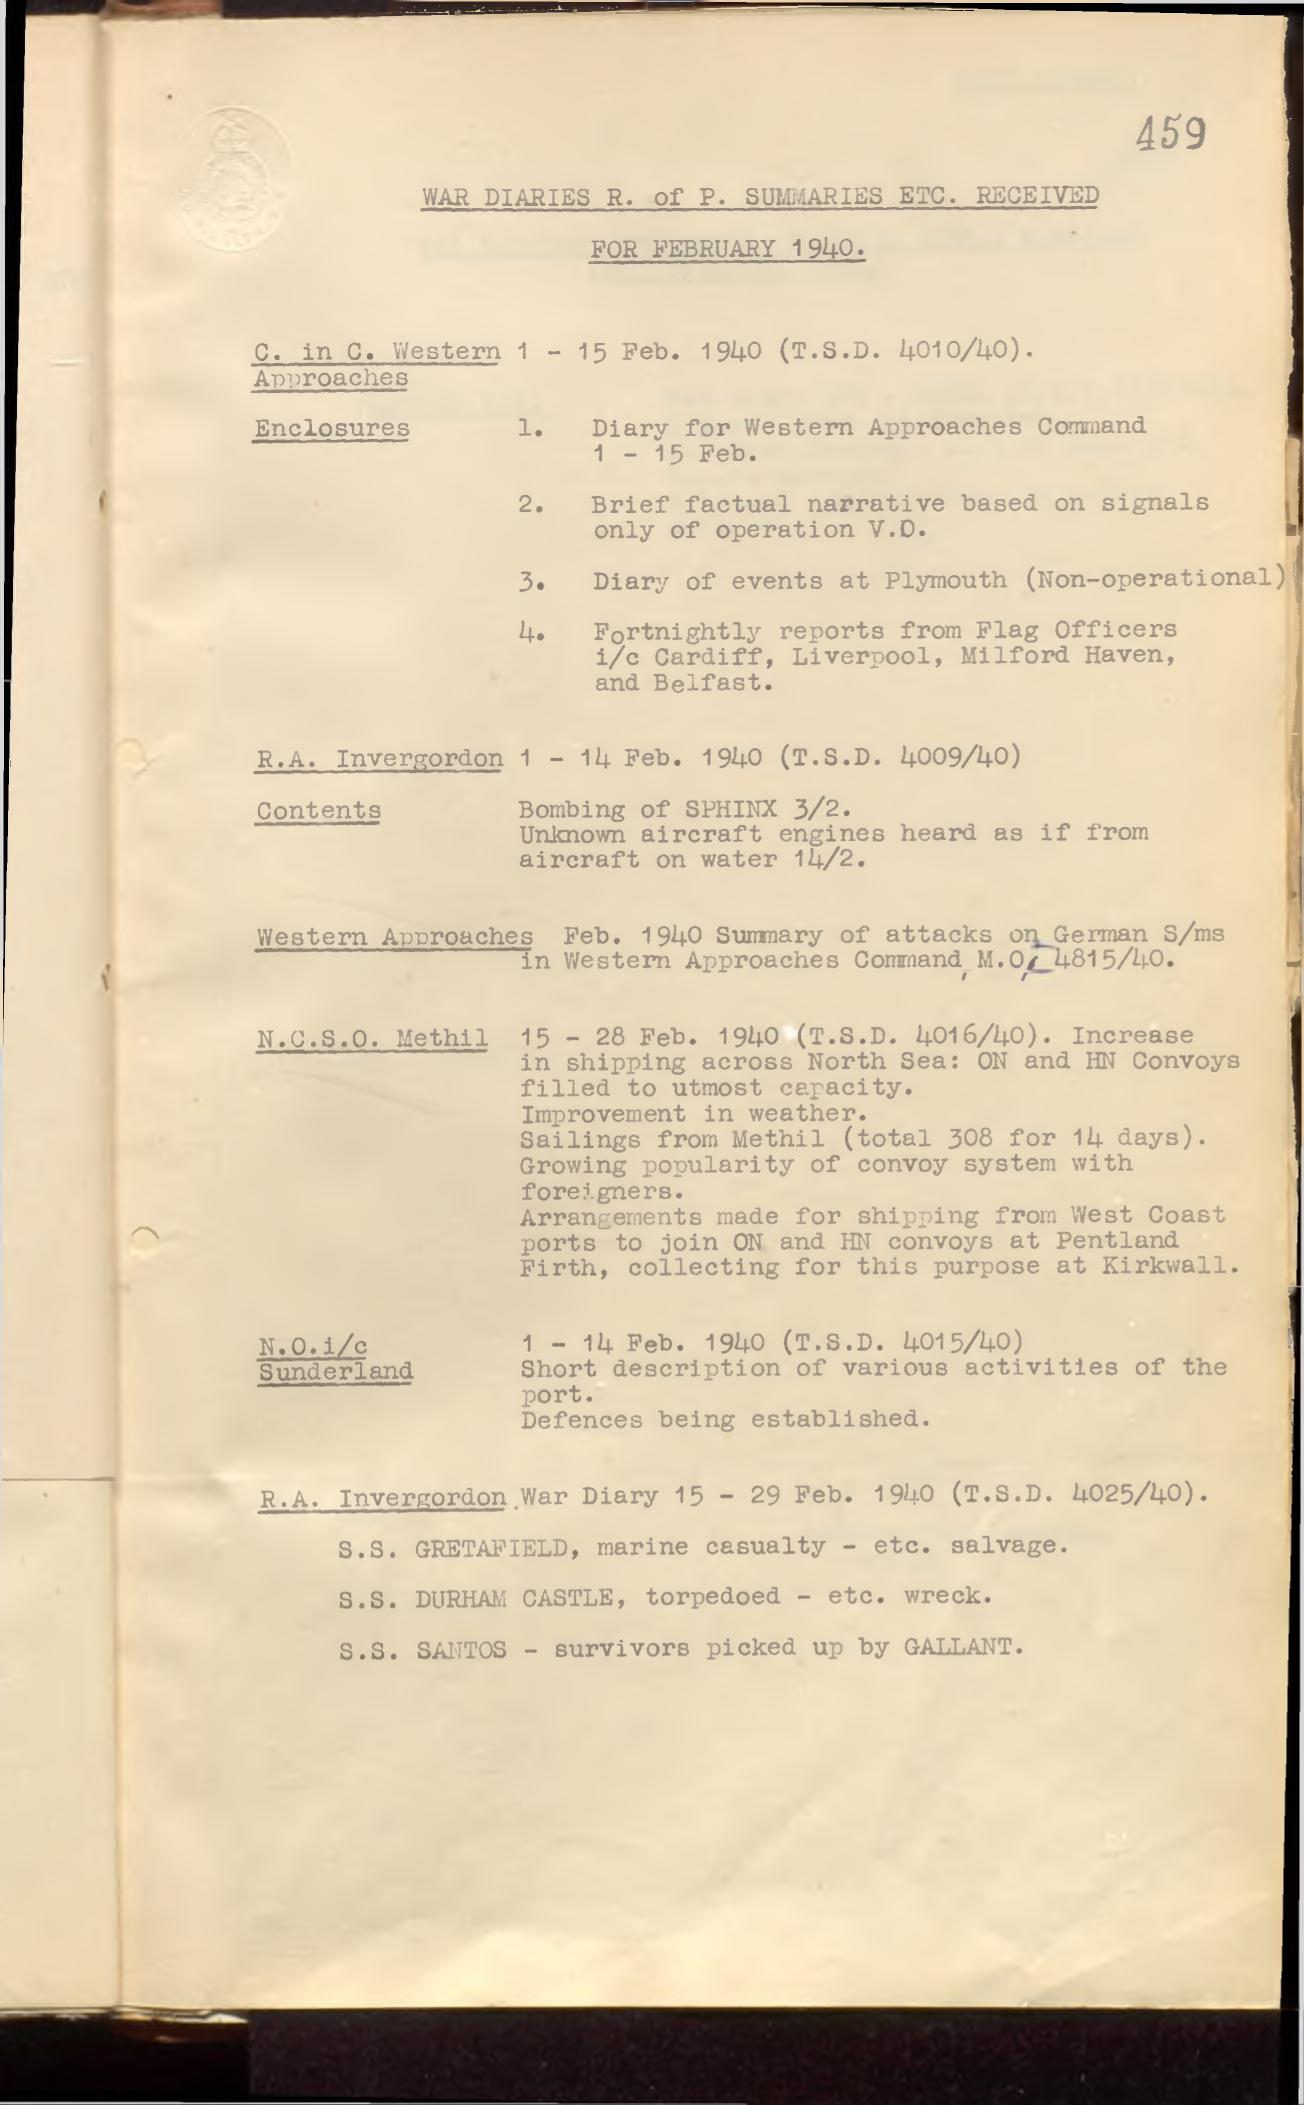 459
WAR DIARIES R. of P. SUMMARIES ETC. RECEIVED
FOR FEBRUARY 1940.
C. in C. Western 1 - 15 Feb. 1940 (T.S.D. 4010/40).
Approaches
Enclosures 1. Diary for Western Approaches Command
1 - 15 Feb.
2. Brief factual narrative based on signals
only of operation V.D.
3. Diary of events at Plymouth (Non-operational)
4. Fortnightly reports from Flag Officers
i/c Cardiff, Liverpool, Milford Haven,
and Belfast.
R.A. Invergordon 1 - 14 Feb. 1940 (T.S.D. 4009/40)
Contents Bombing of SPHINX 3/2.
Unknown aircraft engines heard as if from
aircraft on water 14/2.
Western Approaches Feb. 1940 Summary of attacks on German S/ms
in Western Approaches Command, M.O. 4815/40.
N.C.S.O. Methil 15 - 28 Feb. 1940 (T.S.D. 4016/40). Increase
in shipping across North Sea: ON and HN Convoys
filled to utmost capacity.
Improvement in weather.
Sailings from Methil (total 308 for 14 days).
Growing popularity of convoy system with
foreigners.
Arrangements made for shipping from West Coast
ports to join ON and HN convoys at Pentland
Firth, collecting for this purpose at Kirkwall.
N.O.i/c 1 - 14 Feb. 1940 (T.S.D. 4015/40)
Sunderland Short description of various activities of the
port.
Defences being established.
R.A. Invergordon War Diary 15 - 29 Feb. 1940 (T.S.D. 4025/40).
S.S. GRETAFIELD, marine casualty - etc. salvage.
S.S. DURHAM CASTLE, torpedoed - etc. wreck.
S.S. SANTOS - survivors picked up by GALLANT.